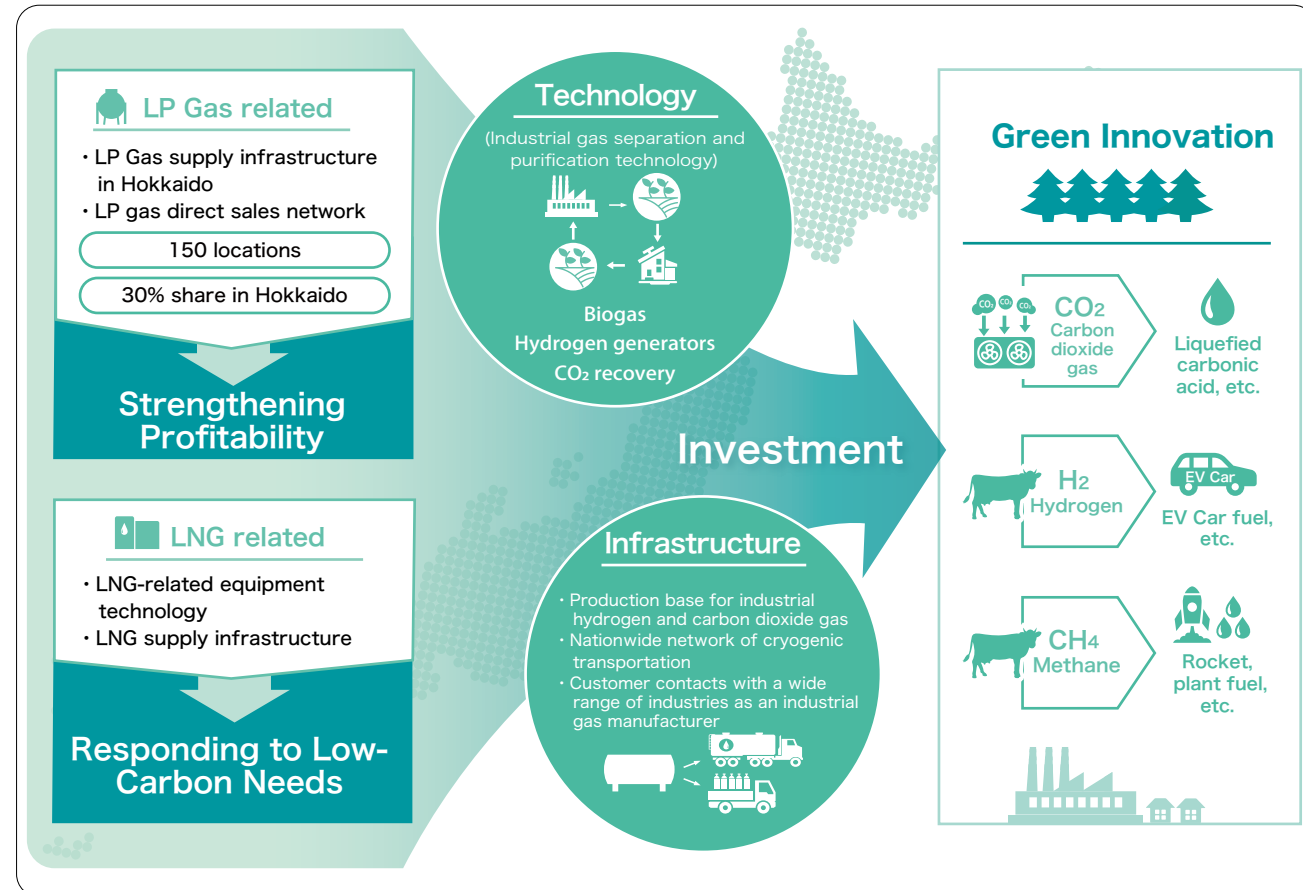 LP Gas related
・LP Gas supply infrastructure
in Hokkaido
・LP gas direct sales network
150 locations
30% share in Hokkaido
Strengthening
Profitability
LNG related
・LNG-related equipment
technology
・LNG supply infrastructure
Responding to Low-
Carbon Needs
Technology
(Industrial gas separation and
purification technology)
Biogas
Hydrogen generators
CO₂ recovery
Investment
Infrastructure
・Production base for industrial
hydrogen and carbon dioxide gas
・Nationwide network of cryogenic
transportation
・Customer contacts with a wide
range of industries as an industrial
gas manufacturer
Green Innovation
CO₂ CO₂ CO₂
CO₂
Carbon
dioxide
gas
Liquefied
carbonic
acid, etc.
H₂
Hydrogen
EV Car
EV Car fuel,
etc.
CH₄
Methane
Rocket,
plant fuel,
etc.